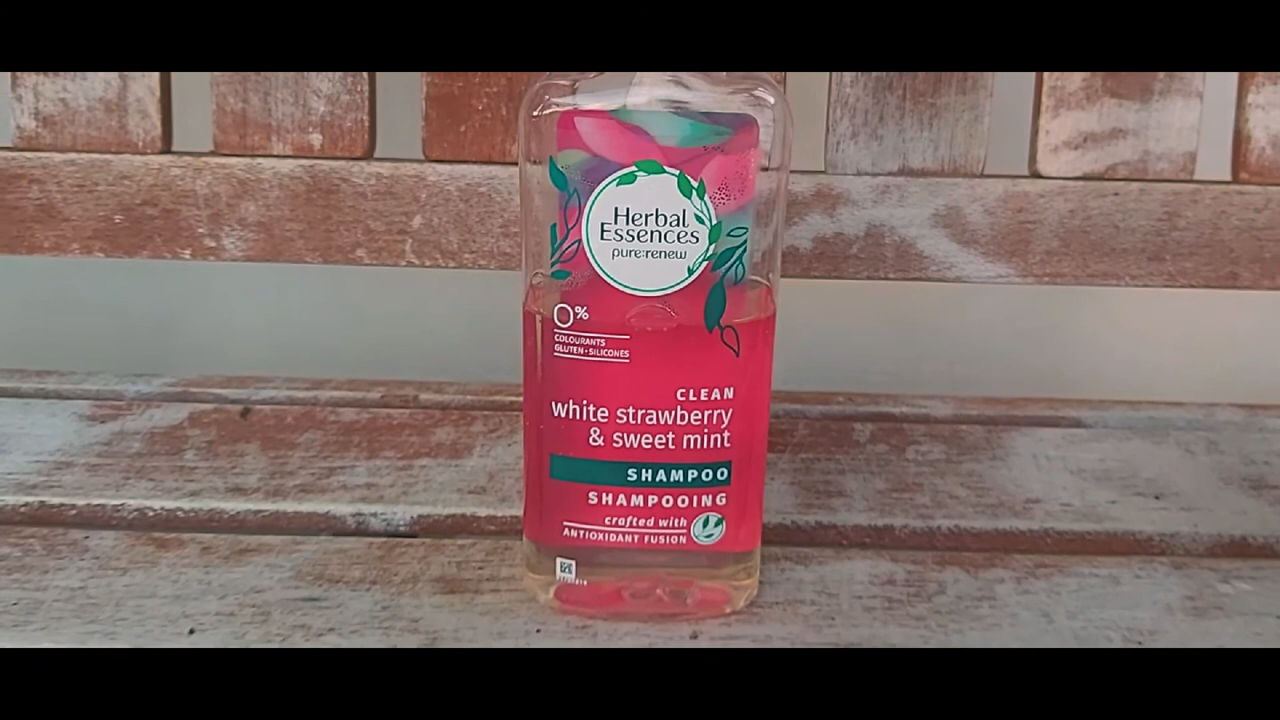 Herbal
Essences
pure:renew
0%
COLOURANTS
GLUTEN • SILICONES
CLEAN
white strawberry
& sweet mint
SHAMPOO
SHAMPOOING
crafted with
ANTIOXIDANT FUSION